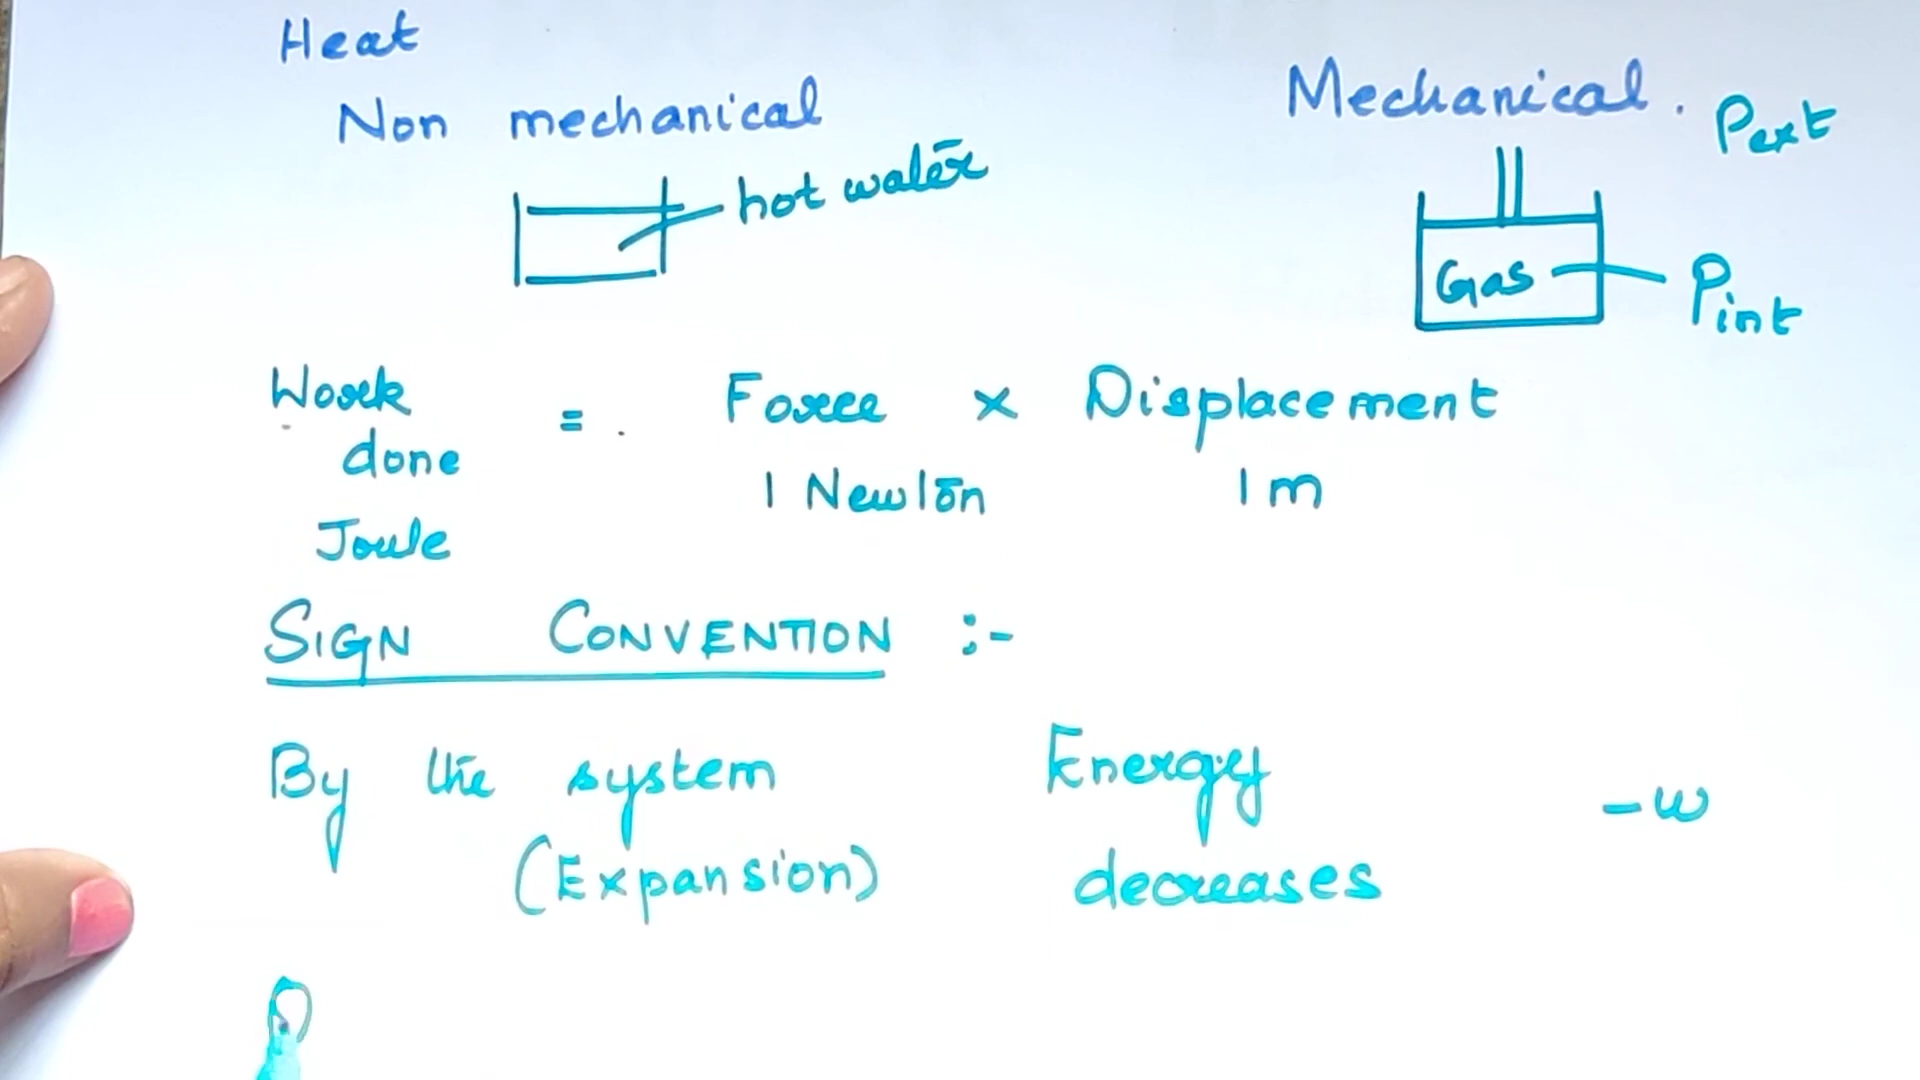 Heat
Non mechanical
hot water
Mechanical.
Pext
Gas
Pint
Work done = Force × Displacement
Joule 1 Newton 1 m
SIGN CONVENTION :-
By the system Energy -w
(Expansion) decreases